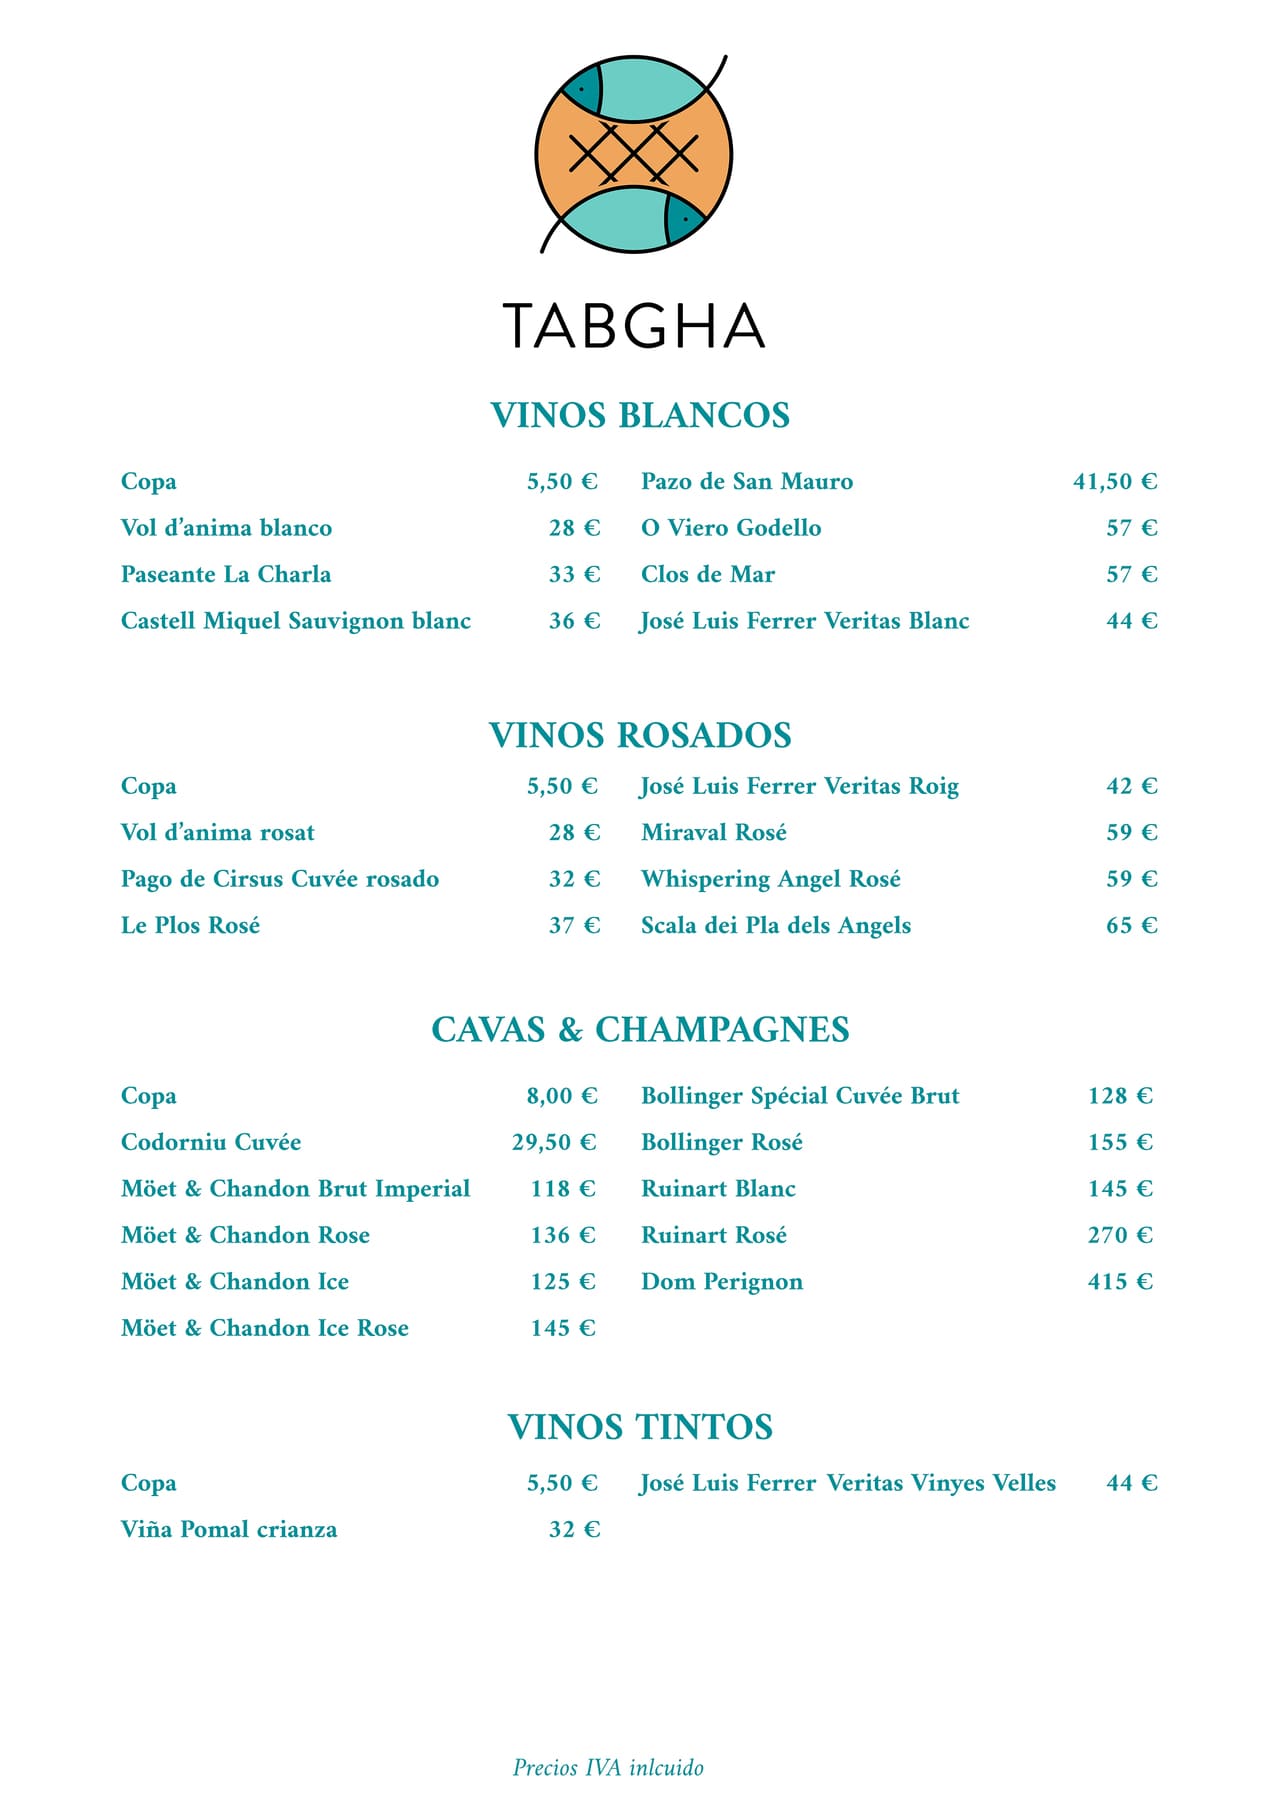 TABGHA
VINOS BLANCOS
Copa 5,50 €
Vol d’anima blanco 28 €
Paseante La Charla 33 €
Castell Miquel Sauvignon blanc 36 €
Pazo de San Mauro 41,50 €
O Viero Godello 57 €
Clos de Mar 57 €
José Luis Ferrer Veritas Blanc 44 €
VINOS ROSADOS
Copa 5,50 €
Vol d’anima rosat 28 €
Pago de Cirsus Cuvée rosado 32 €
Le Plos Rosé 37 €
José Luis Ferrer Veritas Roig 42 €
Miraval Rosé 59 €
Whispering Angel Rosé 59 €
Scala dei Pla dels Angels 65 €
CAVAS & CHAMPAGNES
Copa 8,00 €
Codorniu Cuvée 29,50 €
Möet & Chandon Brut Imperial 118 €
Möet & Chandon Rose 136 €
Möet & Chandon Ice 125 €
Möet & Chandon Ice Rose 145 €
Bollinger Spécial Cuvée Brut 128 €
Bollinger Rosé 155 €
Ruinart Blanc 145 €
Ruinart Rosé 270 €
Dom Perignon 415 €
VINOS TINTOS
Copa 5,50 €
Viña Pomal crianza 32 €
José Luis Ferrer Veritas Vinyes Velles 44 €
Precios IVA inlcuido